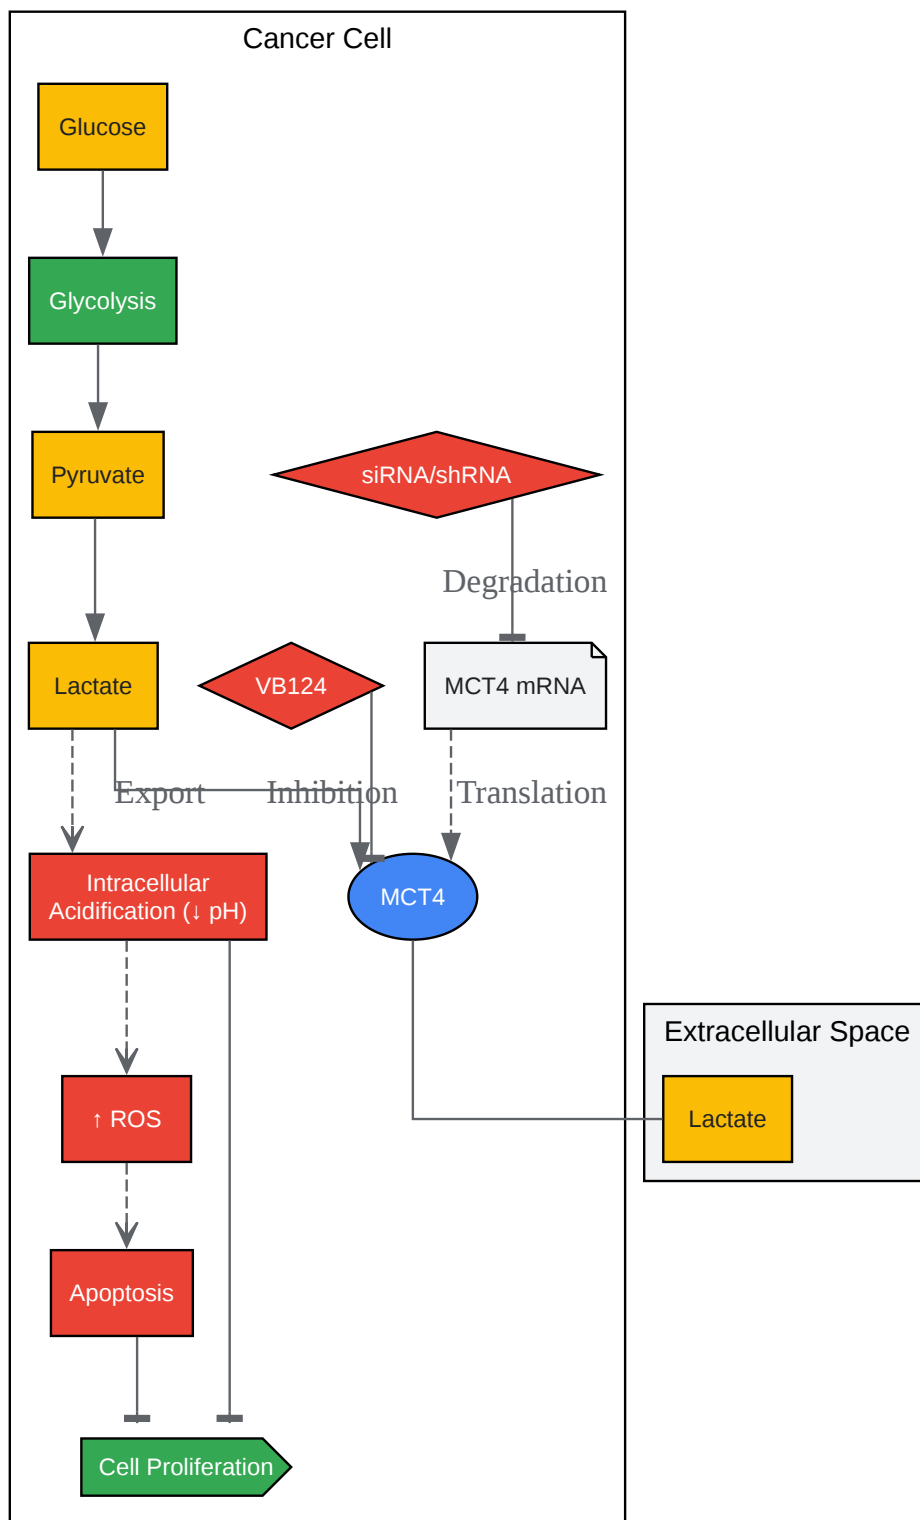 Cancer Cell
Glucose
Glycolysis
Pyruvate
siRNA/shRNA
Degradation
Lactate
VB124
MCT4 mRNA
Export
Inhibition
Translation
Intracellular
Acidification (↓ pH)
MCT4
Extracellular Space
↑ ROS
Lactate
Apoptosis
Cell Proliferation